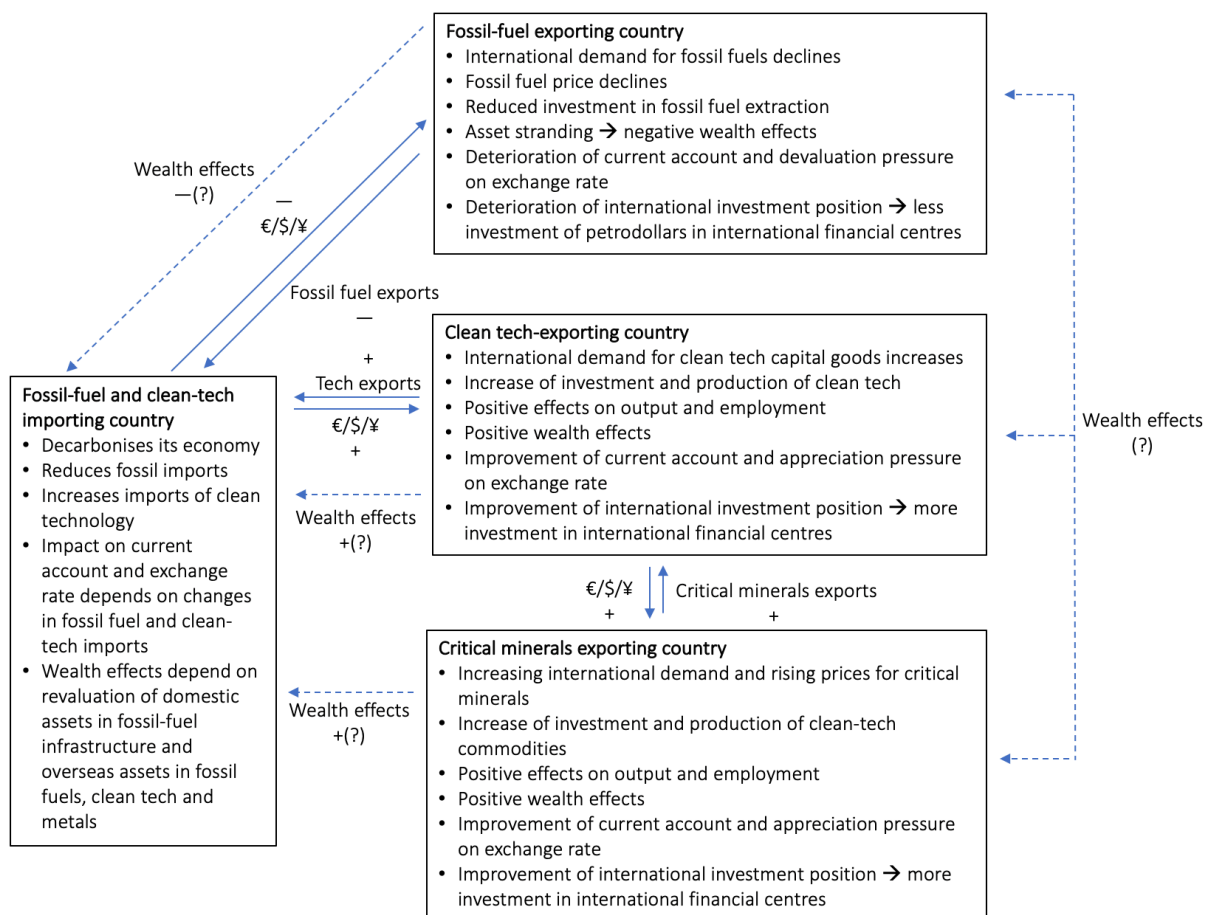 Fossil-fuel exporting country
• International demand for fossil fuels declines
• Fossil fuel price declines
• Reduced investment in fossil fuel extraction
• Asset stranding → negative wealth effects
• Deterioration of current account and devaluation pressure
on exchange rate
• Deterioration of international investment position → less
investment of petrodollars in international financial centres
Wealth effects
—(?)
—
€/$/¥
Fossil fuel exports
—
+
Tech exports
€/$/¥
+
Wealth effects
+(?)
Clean tech-exporting country
• International demand for clean tech capital goods increases
• Increase of investment and production of clean tech
• Positive effects on output and employment
• Positive wealth effects
• Improvement of current account and appreciation pressure
on exchange rate
• Improvement of international investment position → more
investment in international financial centres
Wealth effects
(?)
Fossil-fuel and clean-tech
importing country
• Decarbonises its economy
• Reduces fossil imports
• Increases imports of clean
technology
• Impact on current
account and exchange
rate depends on changes
in fossil fuel and clean-
tech imports
• Wealth effects depend on
revaluation of domestic
assets in fossil-fuel
infrastructure and
overseas assets in fossil
fuels, clean tech and
metals
€/$/¥
+
Critical minerals exports
+
Wealth effects
+(?)
Critical minerals exporting country
• Increasing international demand and rising prices for critical
minerals
• Increase of investment and production of clean-tech
commodities
• Positive effects on output and employment
• Positive wealth effects
• Improvement of current account and appreciation pressure
on exchange rate
• Improvement of international investment position → more
investment in international financial centres